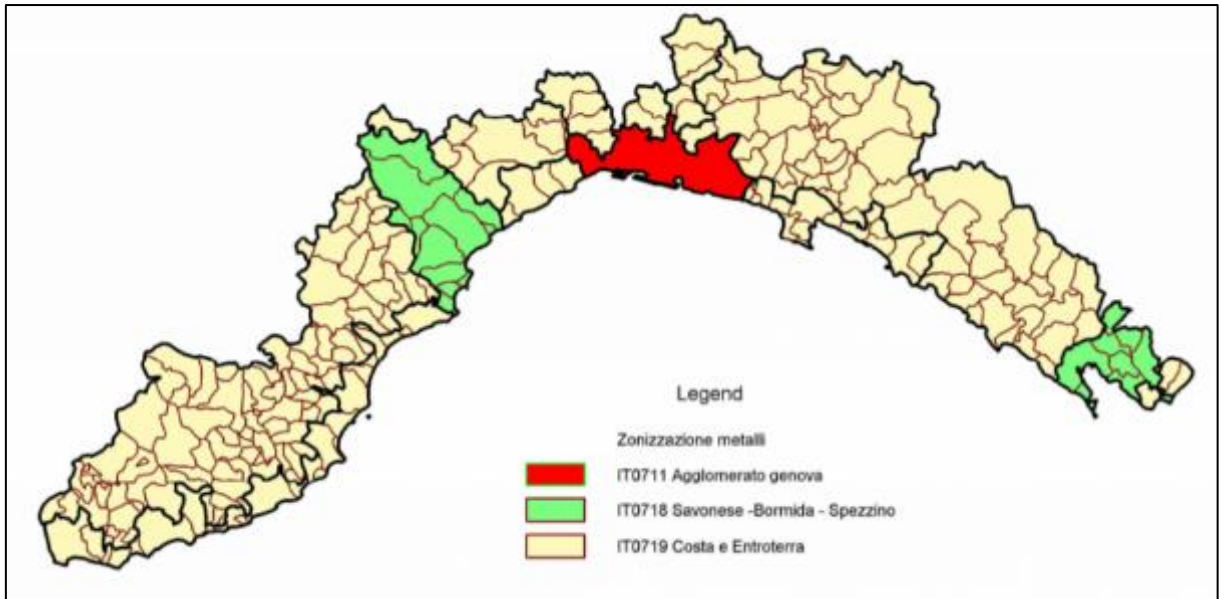 Legend
Zonizzazione metalli
IT0711 Agglomerato genova
IT0718 Savonese -Bormida - Spezzino
IT0719 Costa e Entroterra